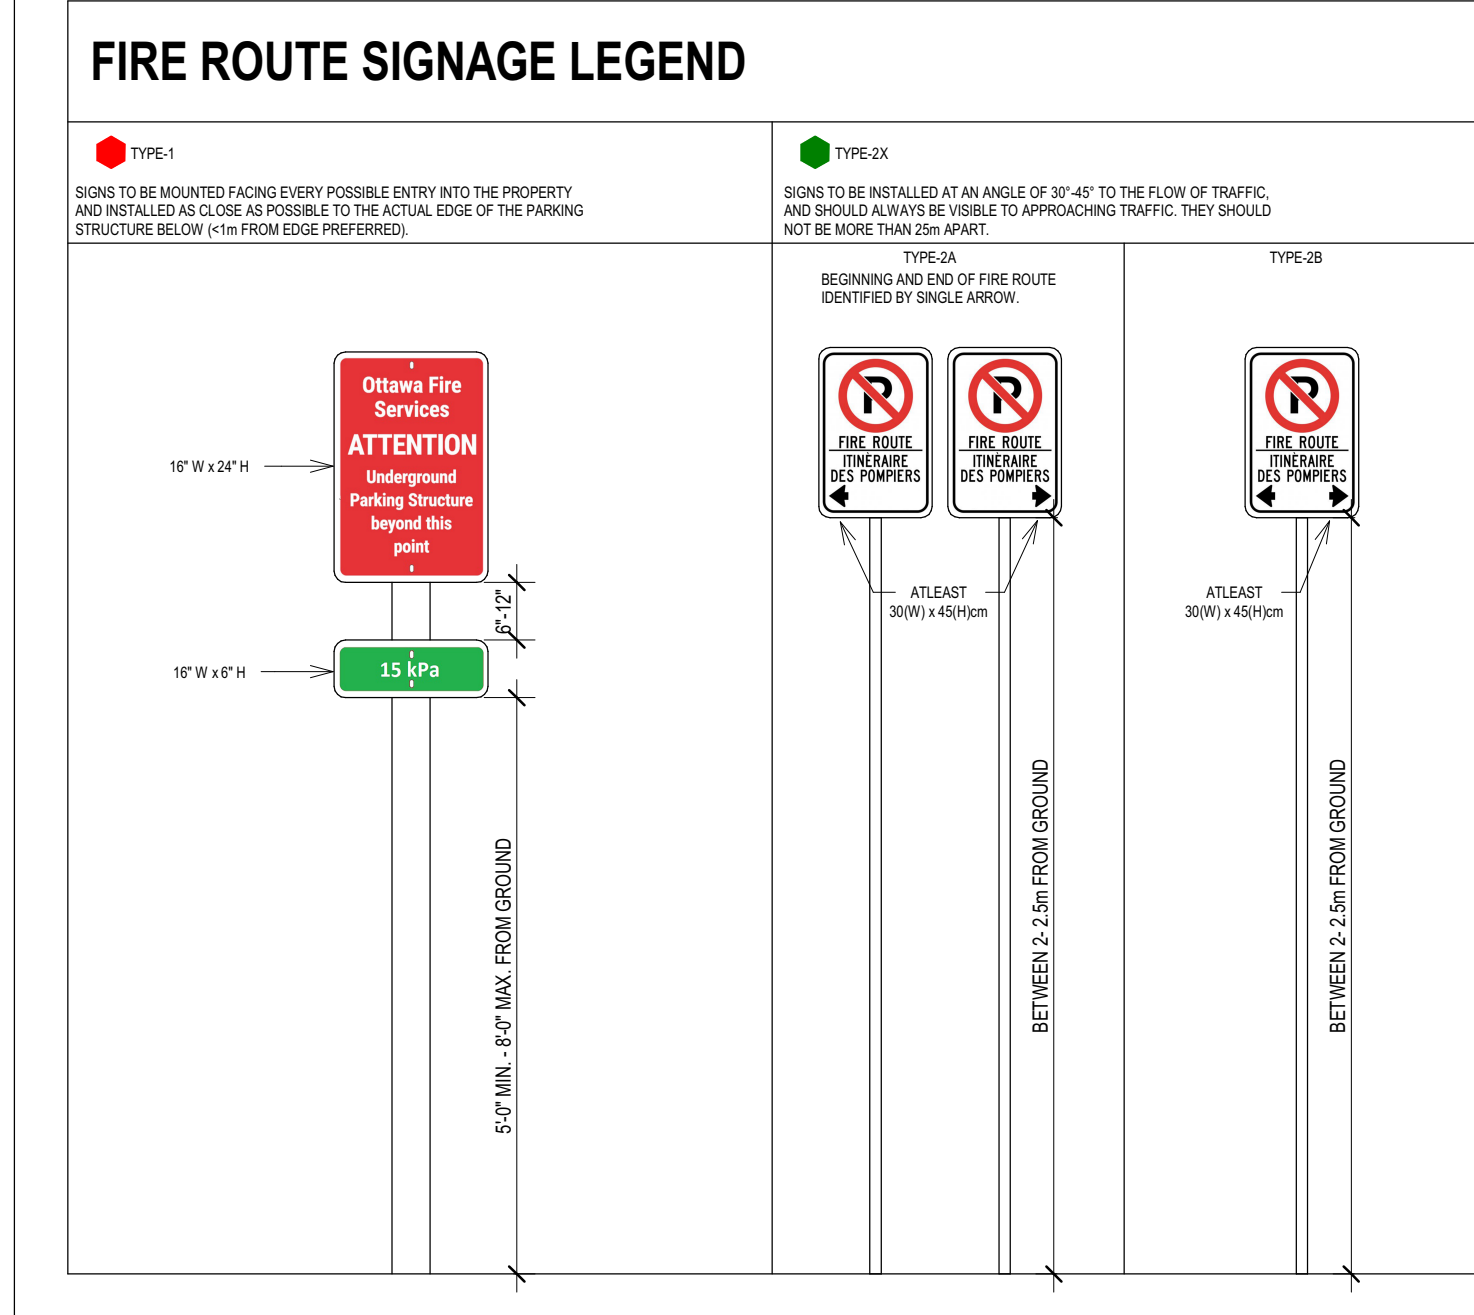 FIRE ROUTE SIGNAGE LEGEND
TYPE-1
SIGNS TO BE MOUNTED FACING EVERY POSSIBLE ENTRY INTO THE PROPERTY
AND INSTALLED AS CLOSE AS POSSIBLE TO THE ACTUAL EDGE OF THE PARKING
STRUCTURE BELOW (<1m FROM EDGE PREFERRED).
Ottawa Fire
Services
ATTENTION
Underground
Parking Structure
beyond this
point
16" W x 24" H
6"-12"
15 kPa
16" W x 6" H
5'-0" MIN. - 8'-0" MAX. FROM GROUND
TYPE-2X
SIGNS TO BE INSTALLED AT AN ANGLE OF 30°-45° TO THE FLOW OF TRAFFIC,
AND SHOULD ALWAYS BE VISIBLE TO APPROACHING TRAFFIC. THEY SHOULD
NOT BE MORE THAN 25m APART.
TYPE-2A
BEGINNING AND END OF FIRE ROUTE
IDENTIFIED BY SINGLE ARROW.
P
FIRE ROUTE
ITINÈRAIRE
DES POMPIERS
P
FIRE ROUTE
ITINÈRAIRE
DES POMPIERS
ATLEAST
30(W) x 45(H)cm
BETWEEN 2- 2.5m FROM GROUND
TYPE-2B
P
FIRE ROUTE
ITINÈRAIRE
DES POMPIERS
ATLEAST
30(W) x 45(H)cm
BETWEEN 2- 2.5m FROM GROUND